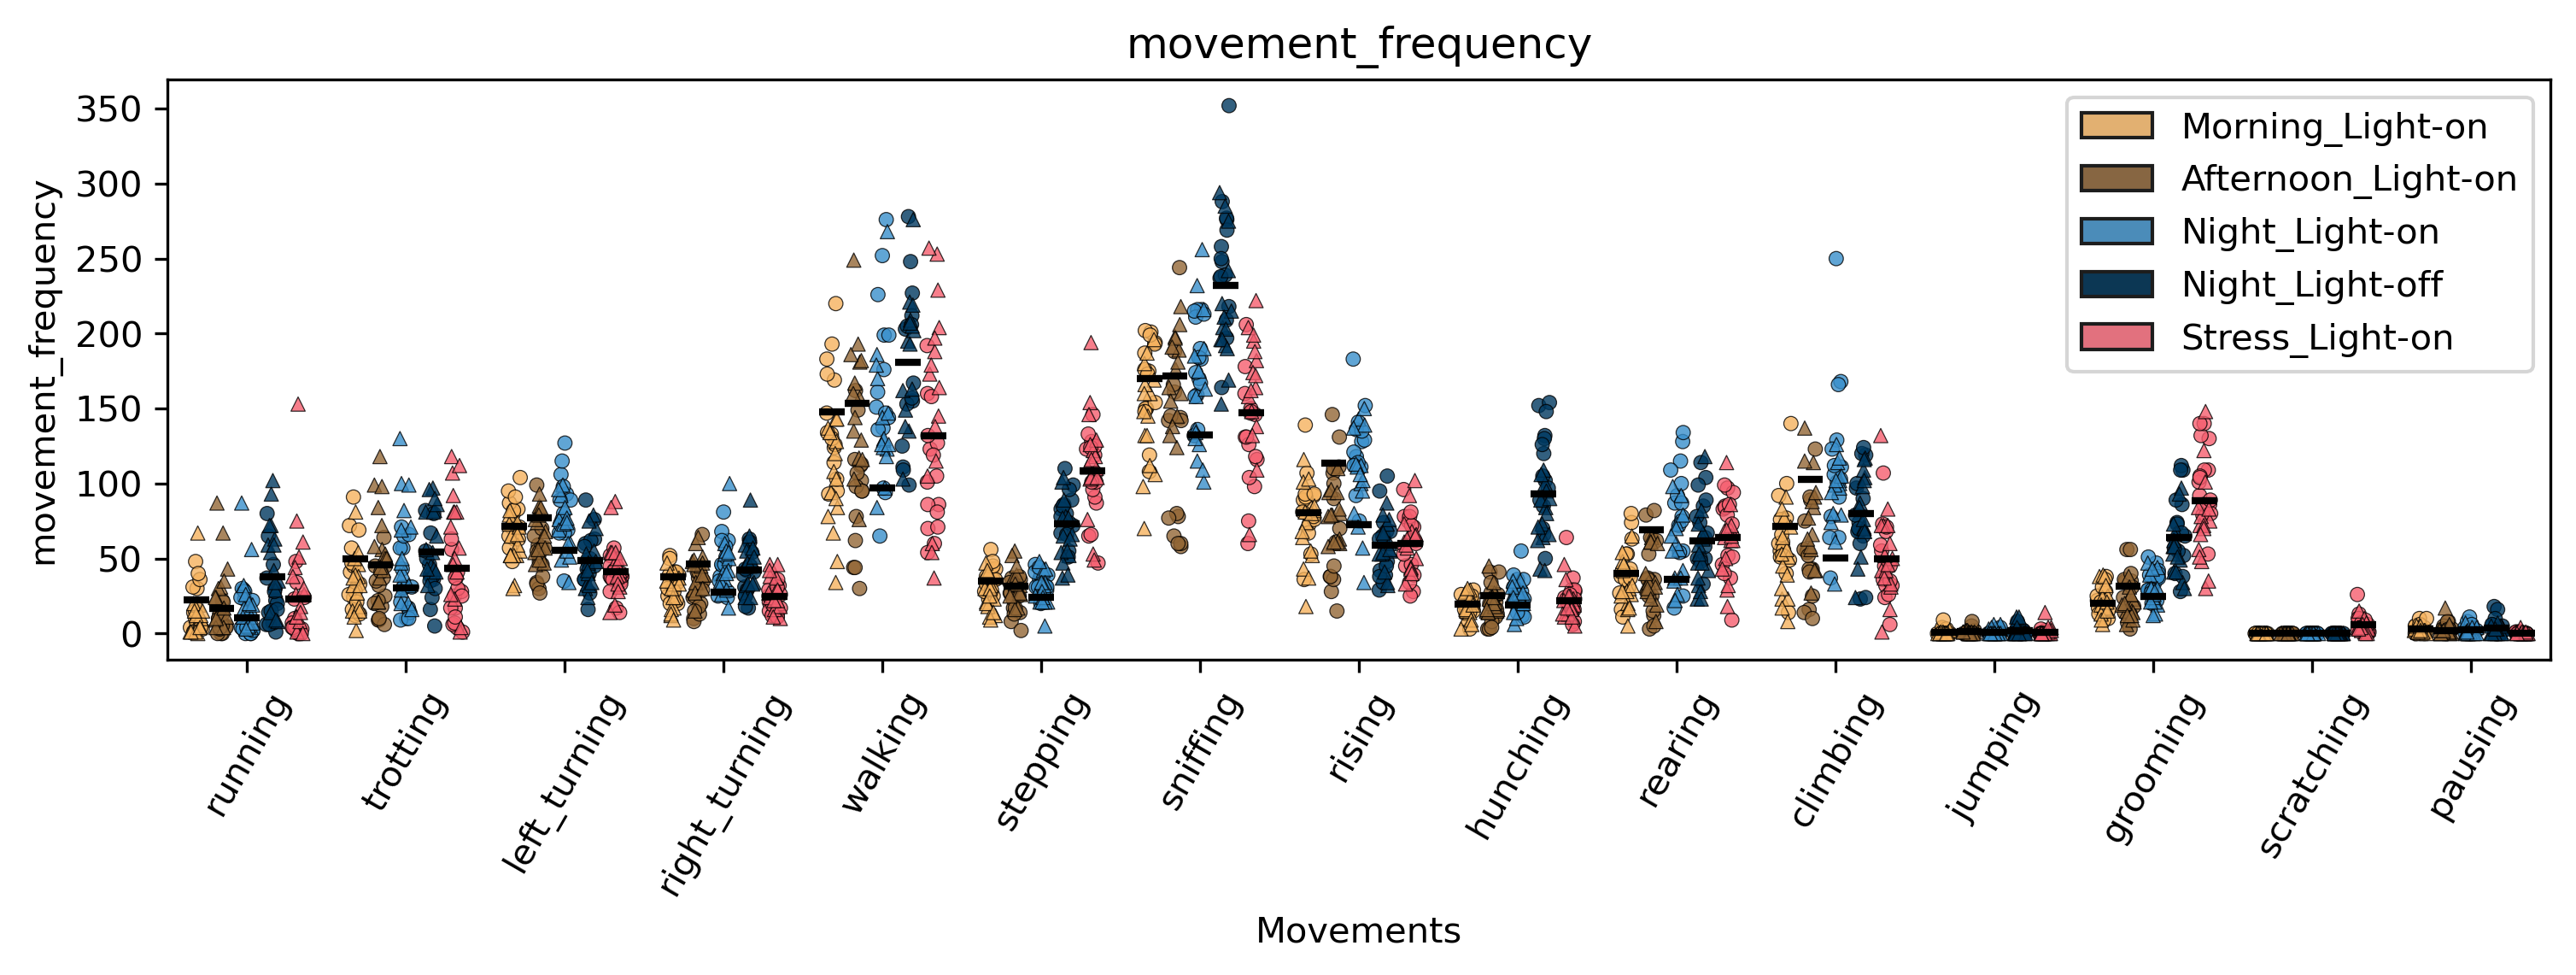 movement_frequency
movement_frequency
350
300
250
200
150
100
50
0
Morning_Light-on
Afternoon_Light-on
Night_Light-on
Night_Light-off
Stress_Light-on
running
trotting
left_turning
right_turning
walking
stepping
sniffing
rising
hunching
rearing
climbing
jumping
grooming
scratching
pausing
Movements